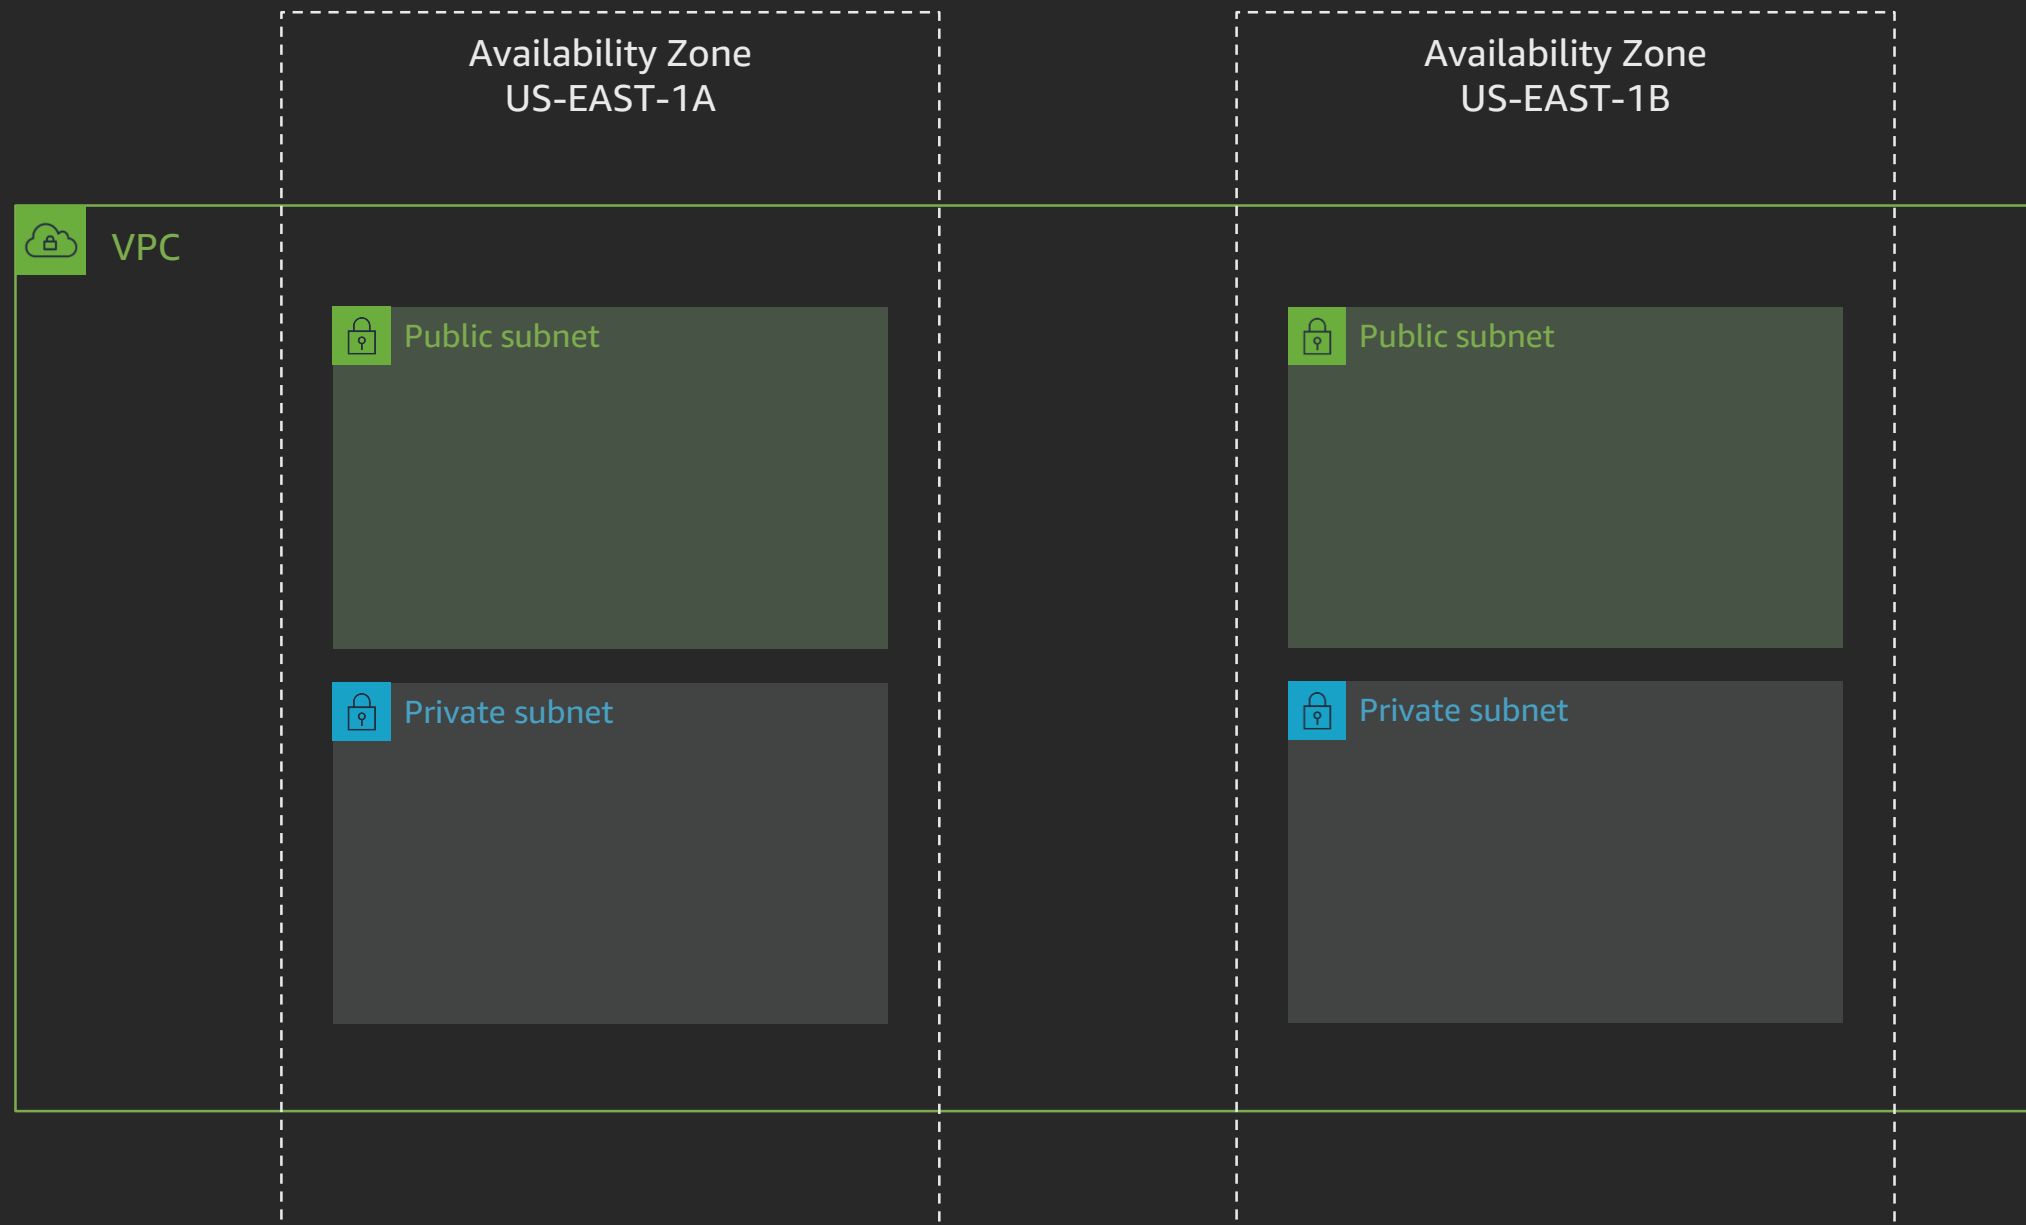 Availability Zone
US-EAST-1A
Availability Zone
US-EAST-1B
VPC
Public subnet
Public subnet
Private subnet
Private subnet